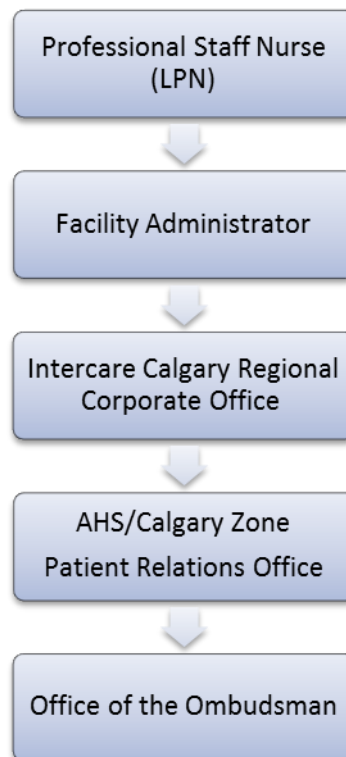 Professional Staff Nurse
(LPN)
Facility Administrator
Intercare Calgary Regional
Corporate Office
AHS/Calgary Zone
Patient Relations Office
Office of the Ombudsman